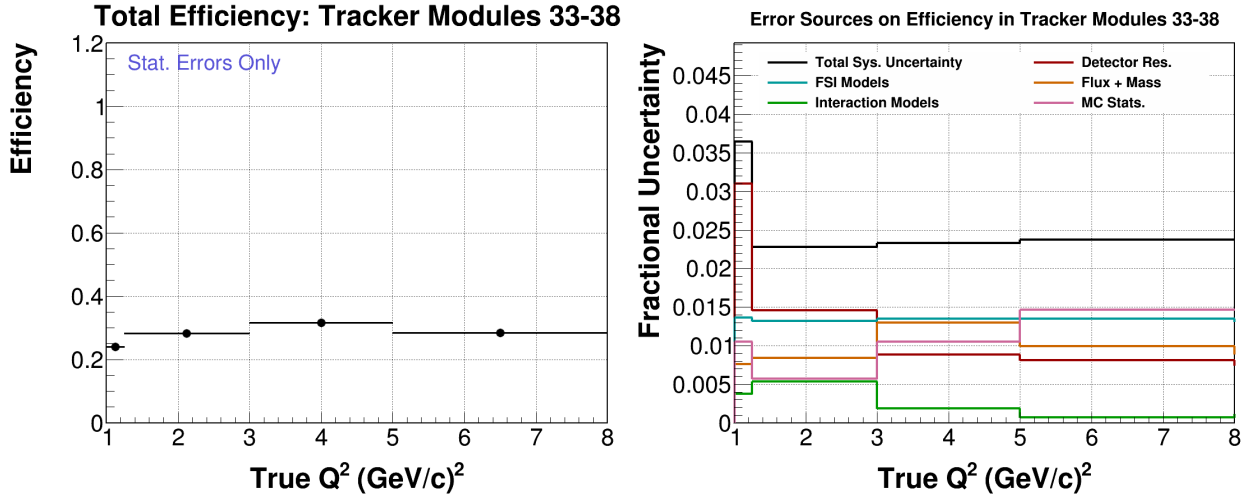 Total Efficiency: Tracker Modules 33-38
Efficiency
Stat. Errors Only
1.2
1
0.8
0.6
0.4
0.2
0
1 2 3 4 5 6 7 8
True Q² (GeV/c)²
Error Sources on Efficiency in Tracker Modules 33-38
Fractional Uncertainty
Total Sys. Uncertainty
FSI Models
Interaction Models
Detector Res.
Flux + Mass
MC Stats.
0.045
0.04
0.035
0.03
0.025
0.02
0.015
0.01
0.005
0
1 2 3 4 5 6 7 8
True Q² (GeV/c)²